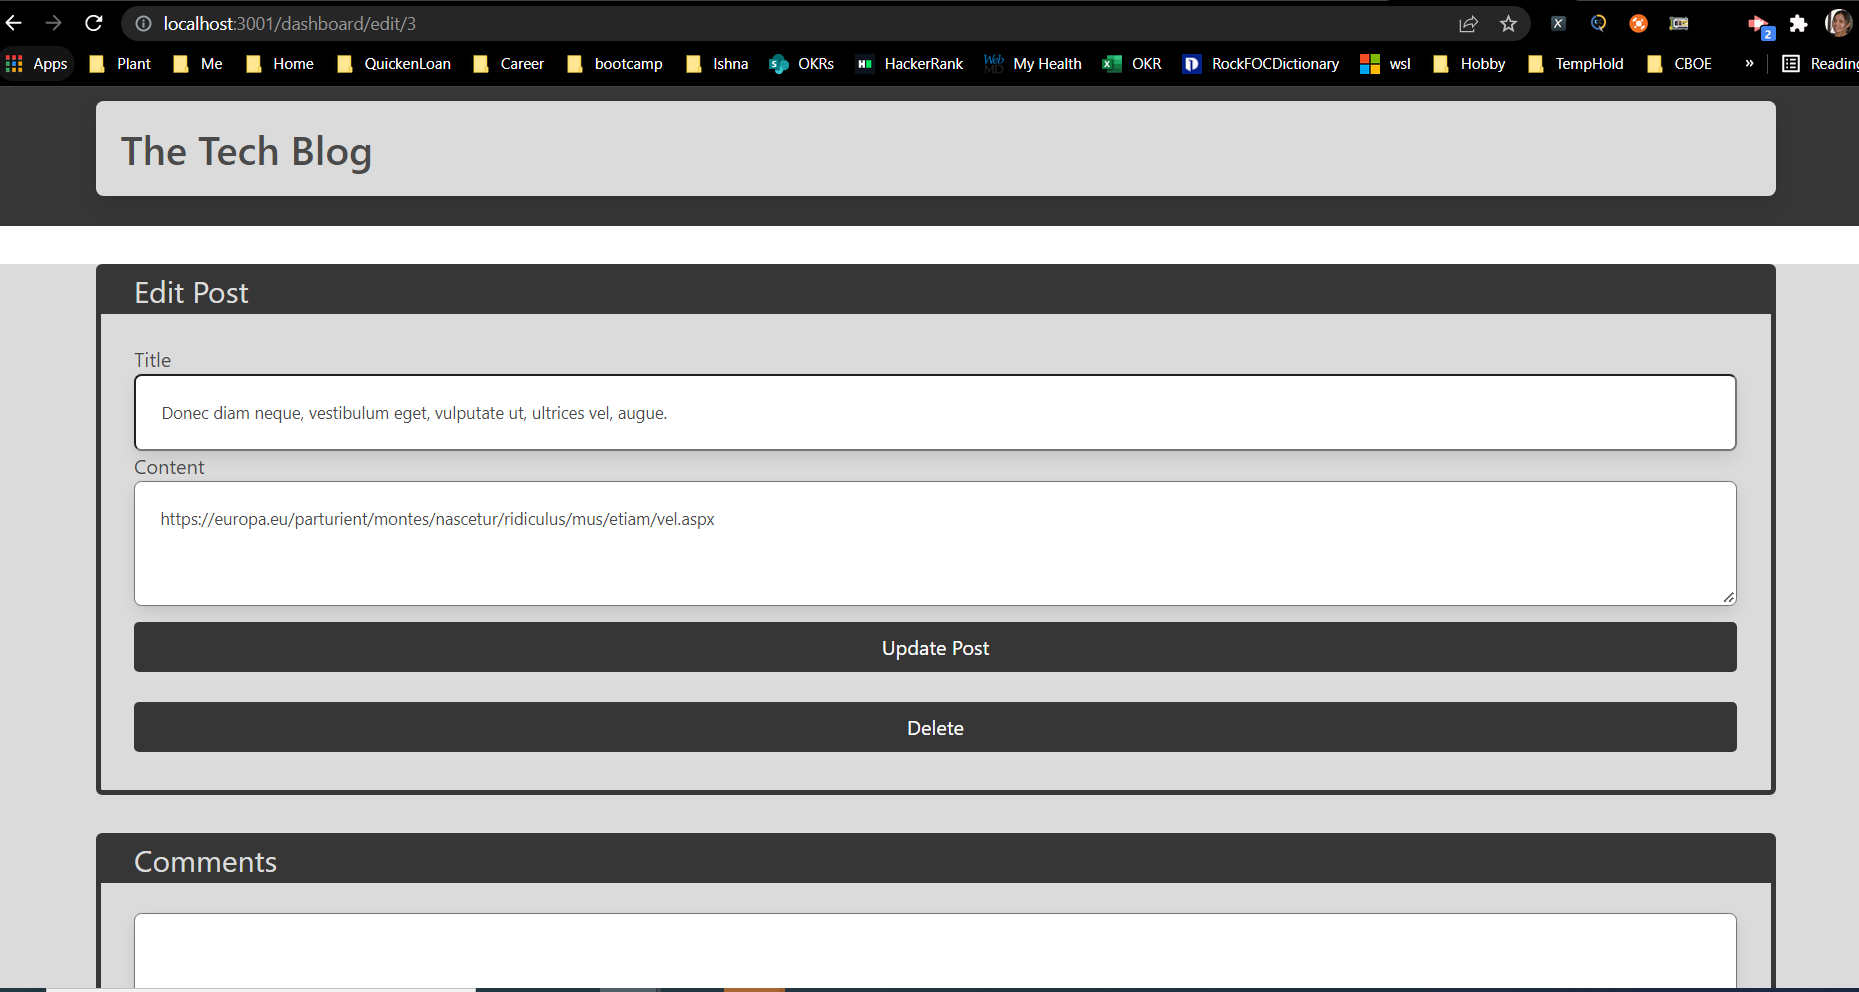 localhost:3001/dashboard/edit/3
2
Apps Plant Me Home QuickenLoan Career bootcamp Ishna OKRs HackerRank My Health OKR RockFOCDictionary wsl Hobby TempHold CBOE » Reading
The Tech Blog
Edit Post
Title
Donec diam neque, vestibulum eget, vulputate ut, ultrices vel, augue.
Content
https://europa.eu/parturient/montes/nascetur/ridiculus/mus/etiam/vel.aspx
Update Post
Delete
Comments